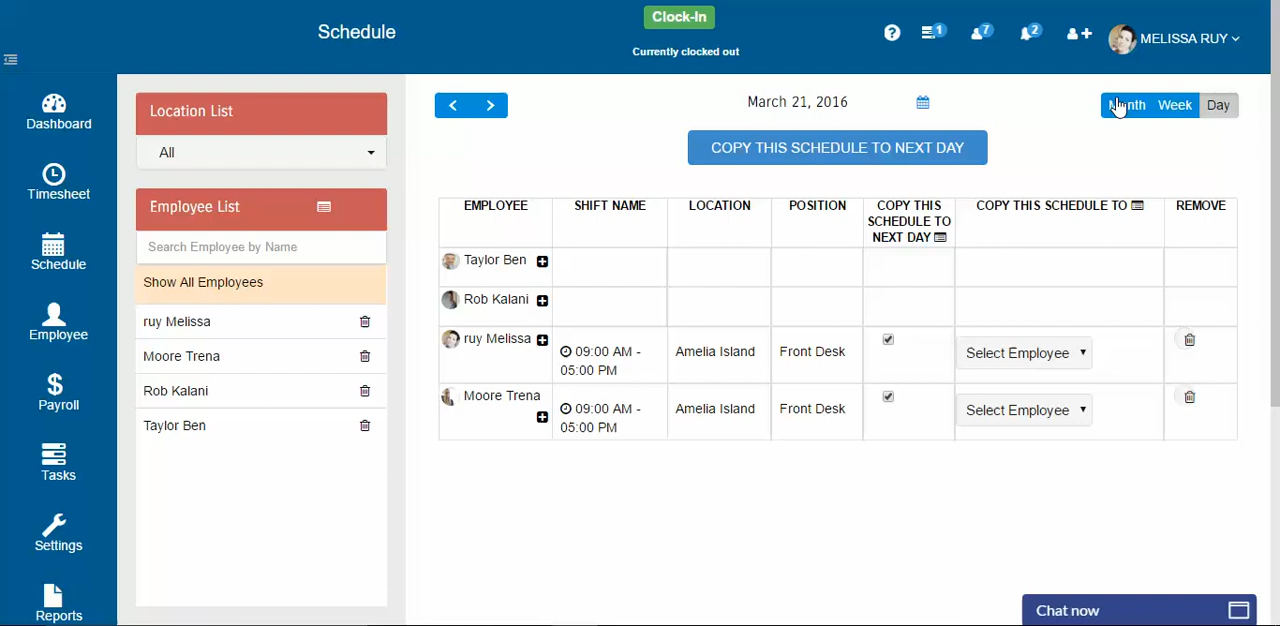 Schedule
Clock-In
Currently clocked out
?
1
7
2
MELISSA RUY
Dashboard
Timesheet
Schedule
Employee
$
Payroll
Tasks
Settings
Reports
Location List
All
Employee List
Search Employee by Name
Show All Employees
ruy Melissa
Moore Trena
Rob Kalani
Taylor Ben
March 21, 2016
Month Week Day
COPY THIS SCHEDULE TO NEXT DAY
EMPLOYEE SHIFT NAME LOCATION POSITION COPY THIS SCHEDULE TO NEXT DAY COPY THIS SCHEDULE TO REMOVE
Taylor Ben
Rob Kalani
ruy Melissa 09:00 AM - 05:00 PM Amelia Island Front Desk Select Employee
Moore Trena 09:00 AM - 05:00 PM Amelia Island Front Desk Select Employee
Chat now